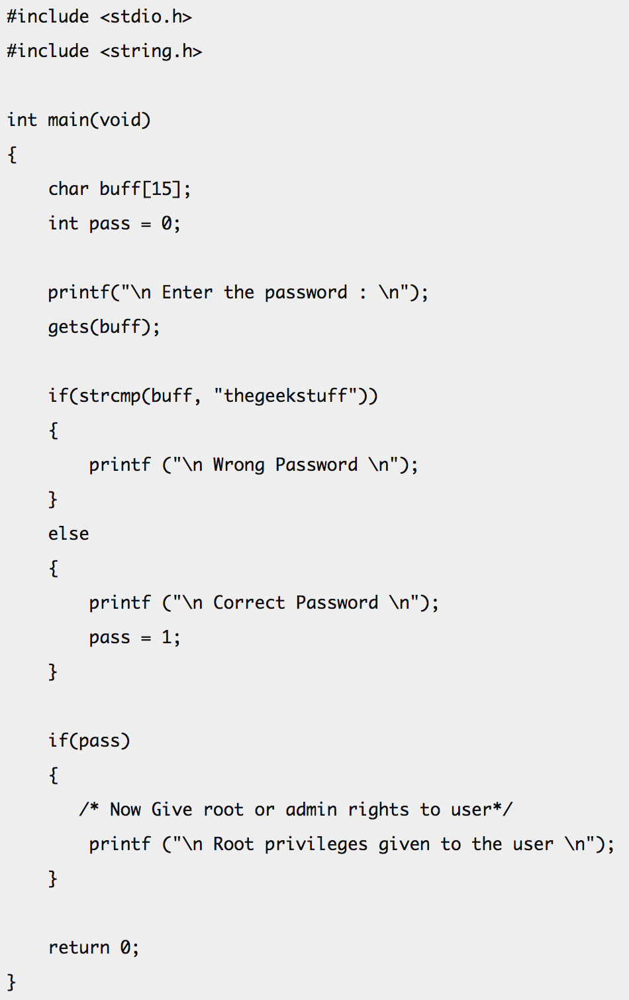 #include <stdio.h>
#include <string.h>

int main(void)
{
    char buff[15];
    int pass = 0;

    printf("\n Enter the password : \n");
    gets(buff);

    if(strcmp(buff, "thegeekstuff"))
    {
        printf ("\n Wrong Password \n");
    }
    else
    {
        printf ("\n Correct Password \n");
        pass = 1;
    }

    if(pass)
    {
       /* Now Give root or admin rights to user*/
        printf ("\n Root privileges given to the user \n");
    }

    return 0;
}